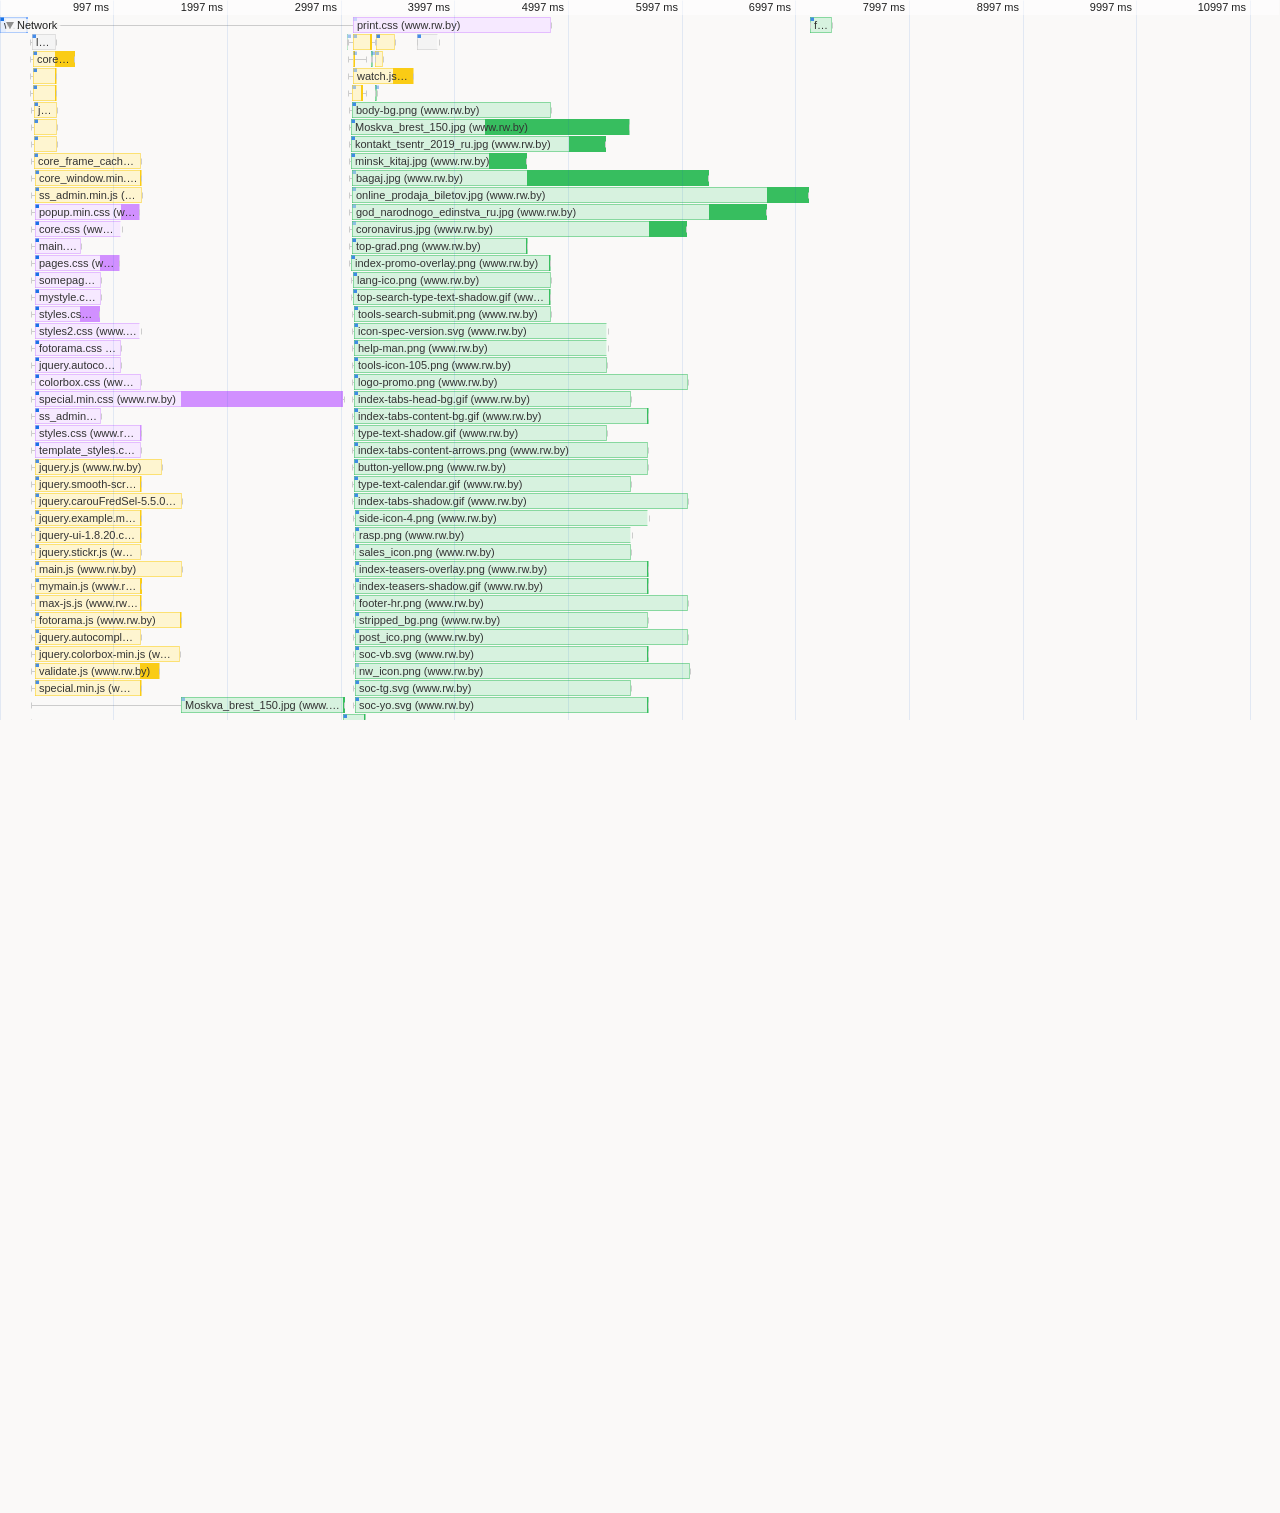 997 ms 1997 ms 2997 ms 3997 ms 4997 ms 5997 ms 6997 ms 7997 ms 8997 ms 9997 ms 10997 ms
Network print.css (www.rw.by) f…
l…
core…
watch.js…
j… body-bg.png (www.rw.by)
Moskva_brest_150.jpg (www.rw.by)
kontakt_tsentr_2019_ru.jpg (www.rw.by)
core_frame_cach… minsk_kitaj.jpg (www.rw.by)
core_window.min.… bagaj.jpg (www.rw.by)
ss_admin.min.js (… online_prodaja_biletov.jpg (www.rw.by)
popup.min.css (w… god_narodnogo_edinstva_ru.jpg (www.rw.by)
core.css (ww… coronavirus.jpg (www.rw.by)
main.… top-grad.png (www.rw.by)
pages.css (w… index-promo-overlay.png (www.rw.by)
somepag… lang-ico.png (www.rw.by)
mystyle.c… top-search-type-text-shadow.gif (ww…
styles.cs… tools-search-submit.png (www.rw.by)
styles2.css (www.… icon-spec-version.svg (www.rw.by)
fotorama.css … help-man.png (www.rw.by)
jquery.autoco… tools-icon-105.png (www.rw.by)
colorbox.css (ww… logo-promo.png (www.rw.by)
special.min.css (www.rw.by) index-tabs-head-bg.gif (www.rw.by)
ss_admin… index-tabs-content-bg.gif (www.rw.by)
styles.css (www.r… type-text-shadow.gif (www.rw.by)
template_styles.c… index-tabs-content-arrows.png (www.rw.by)
jquery.js (www.rw.by) button-yellow.png (www.rw.by)
jquery.smooth-scr… type-text-calendar.gif (www.rw.by)
jquery.carouFredSel-5.5.0… index-tabs-shadow.gif (www.rw.by)
jquery.example.m… side-icon-4.png (www.rw.by)
jquery-ui-1.8.20.c… rasp.png (www.rw.by)
jquery.stickr.js (w… sales_icon.png (www.rw.by)
main.js (www.rw.by) index-teasers-overlay.png (www.rw.by)
mymain.js (www.r… index-teasers-shadow.gif (www.rw.by)
max-js.js (www.rw… footer-hr.png (www.rw.by)
fotorama.js (www.rw.by) stripped_bg.png (www.rw.by)
jquery.autocompl… post_ico.png (www.rw.by)
jquery.colorbox-min.js (w… soc-vb.svg (www.rw.by)
validate.js (www.rw.by) nw_icon.png (www.rw.by)
special.min.js (w… soc-tg.svg (www.rw.by)
Moskva_brest_150.jpg (www.… soc-yo.svg (www.rw.by)